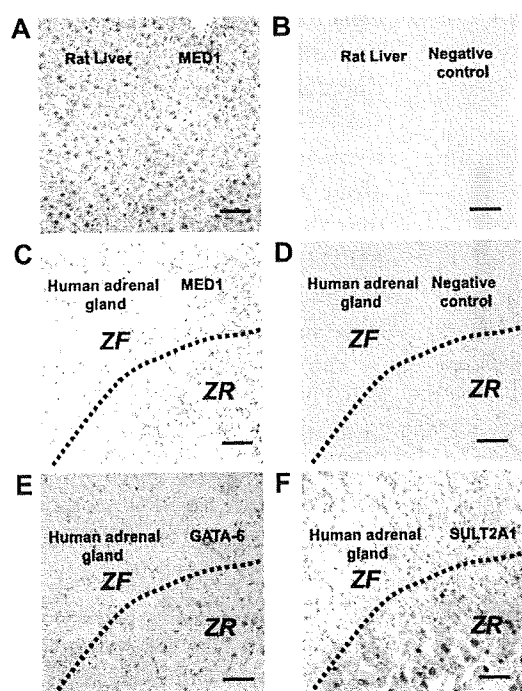 A
Rat Liver MED1
B
Rat Liver Negative
control
C
Human adrenal MED1
gland
ZF
ZR
D
Human adrenal Negative
gland control
ZF
ZR
E
Human adrenal GATA-6
gland
ZF
ZR
F
Human adrenal SULT2A1
gland
ZF
ZR